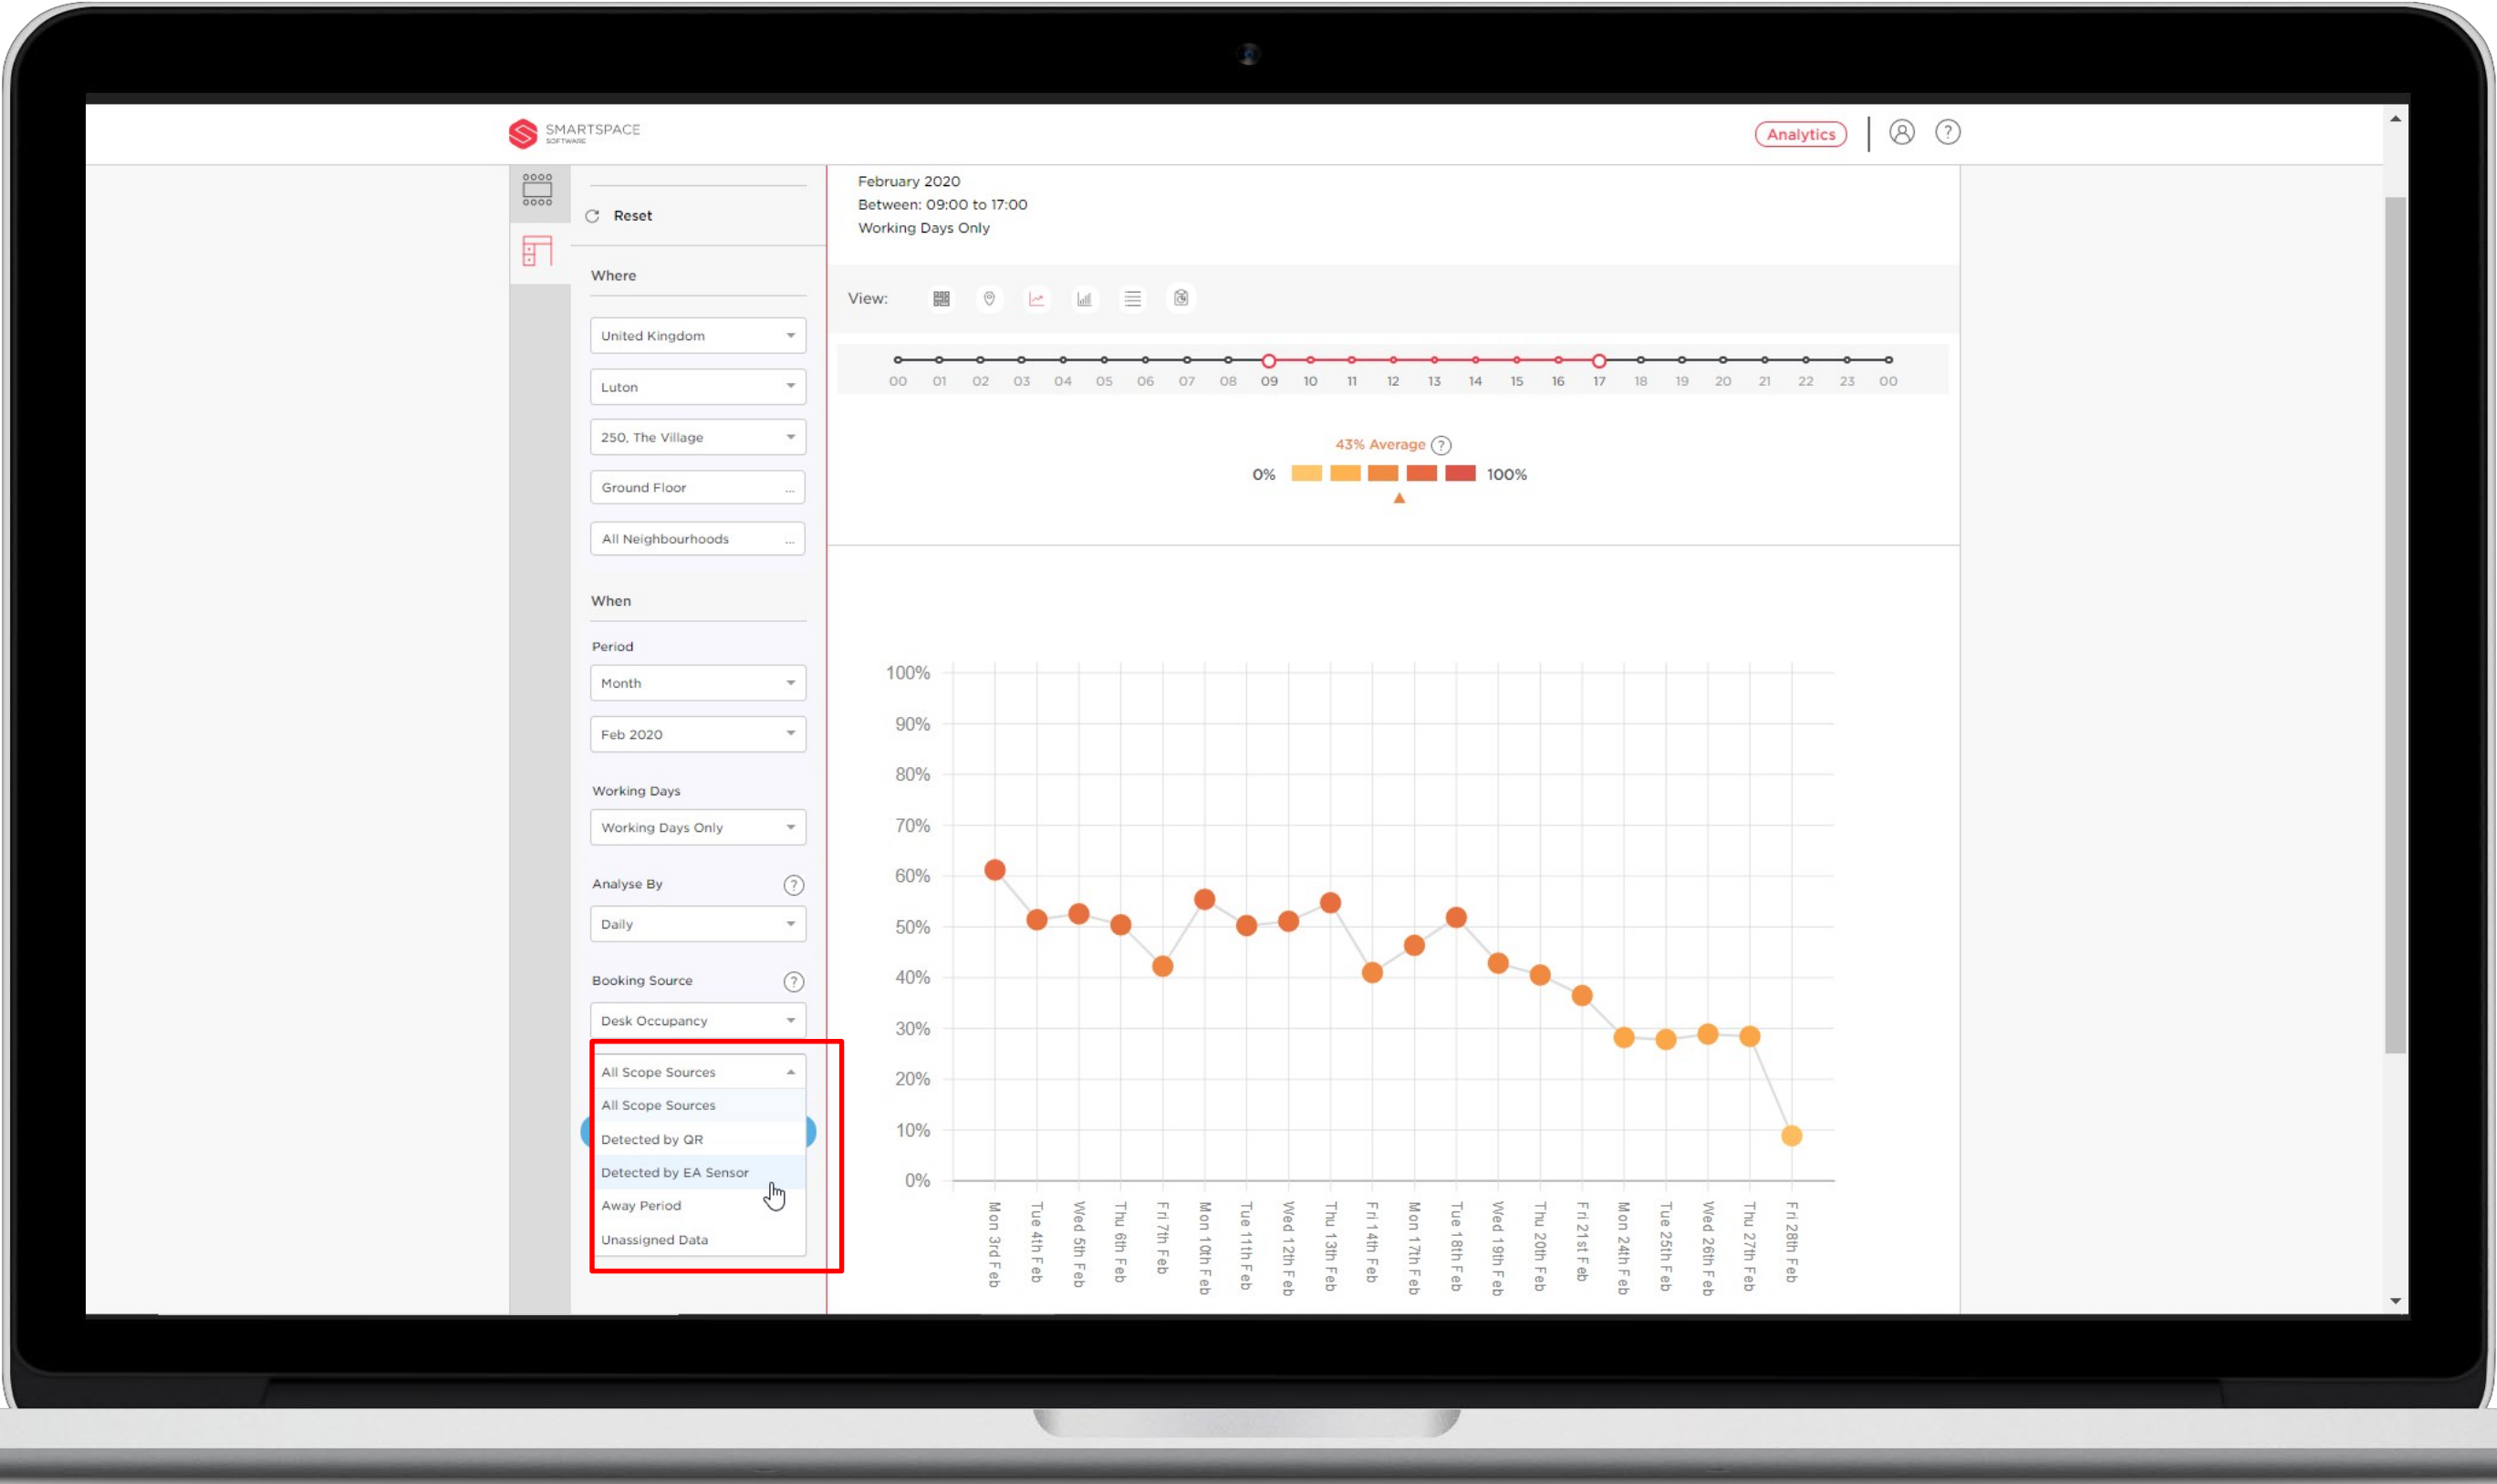 SMARTSPACE
SOFTWARE
Analytics
?
Reset
Where
United Kingdom
Luton
250, The Village
Ground Floor ...
All Neighbourhoods ...
When
Period
Month
Feb 2020
Working Days
Working Days Only
Analyse By ?
Daily
Booking Source ?
Desk Occupancy
All Scope Sources
All Scope Sources
Detected by QR
Detected by EA Sensor
Away Period
Unassigned Data
February 2020
Between: 09:00 to 17:00
Working Days Only
View:
00 01 02 03 04 05 06 07 08 09 10 11 12 13 14 15 16 17 18 19 20 21 22 23 00
43% Average ?
0% 100%
100%
90%
80%
70%
60%
50%
40%
30%
20%
10%
0%
Mon 3rd Feb
Tue 4th Feb
Wed 5th Feb
Thu 6th Feb
Fri 7th Feb
Mon 10th Feb
Tue 11th Feb
Wed 12th Feb
Thu 13th Feb
Fri 14th Feb
Mon 17th Feb
Tue 18th Feb
Wed 19th Feb
Thu 20th Feb
Fri 21st Feb
Mon 24th Feb
Tue 25th Feb
Wed 26th Feb
Thu 27th Feb
Fri 28th Feb